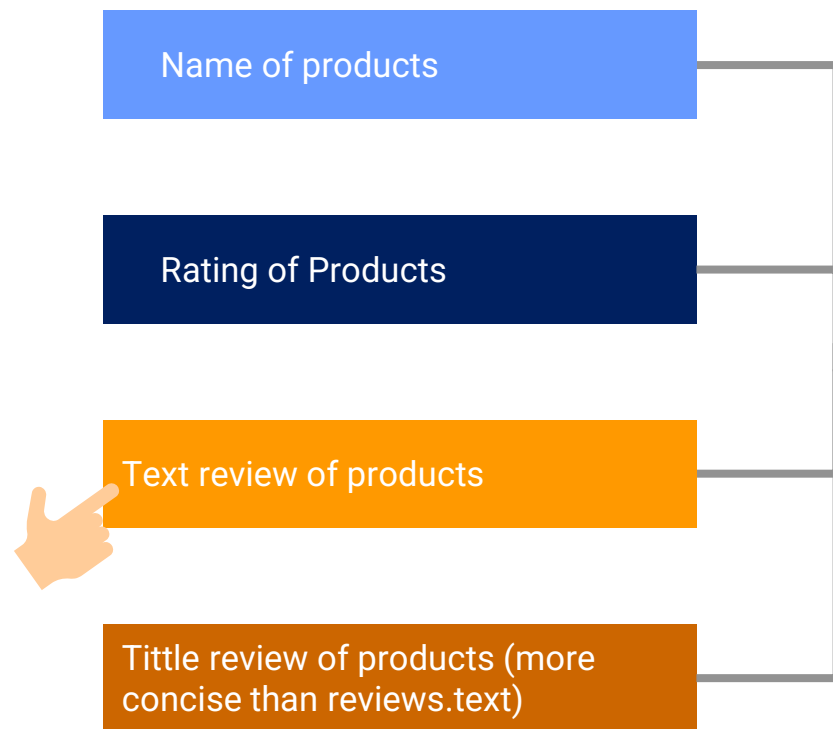 Name of products
Rating of Products
Text review of products
Tittle review of products (more
concise than reviews.text)